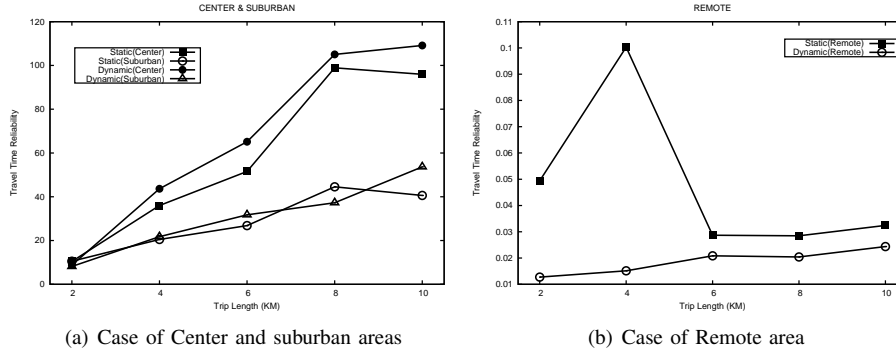 CENTER & SUBURBAN
120
100
80
60
40
20
0
Travel Time Reliability
Static(Center)
Static(Suburban)
Dynamic(Center)
Dynamic(Suburban)
2 4 6 8 10
Trip Length (KM)
(a) Case of Center and suburban areas
REMOTE
0.11
0.1
0.09
0.08
0.07
0.06
0.05
0.04
0.03
0.02
0.01
Travel Time Reliability
Static(Remote)
Dynamic(Remote)
2 4 6 8 10
Trip Length (KM)
(b) Case of Remote area